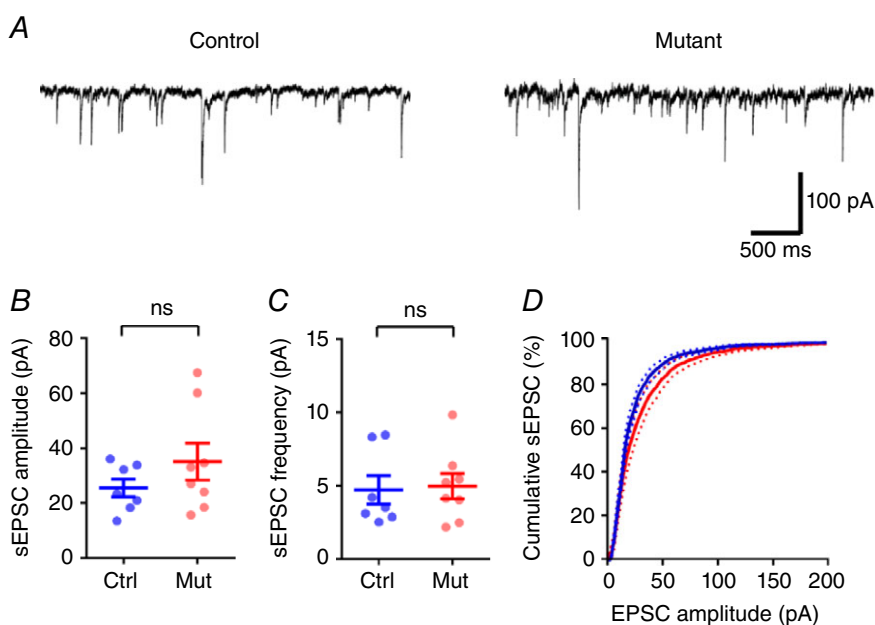 A
Control
Mutant
100 pA
500 ms
B
ns
sEPSC amplitude (pA)
80
60
40
20
0
Ctrl
Mut
C
ns
sEPSC frequency (pA)
15
10
5
0
Ctrl
Mut
D
Cumulative sEPSC (%)
100
80
60
40
20
0
0
50
100
150
200
EPSC amplitude (pA)